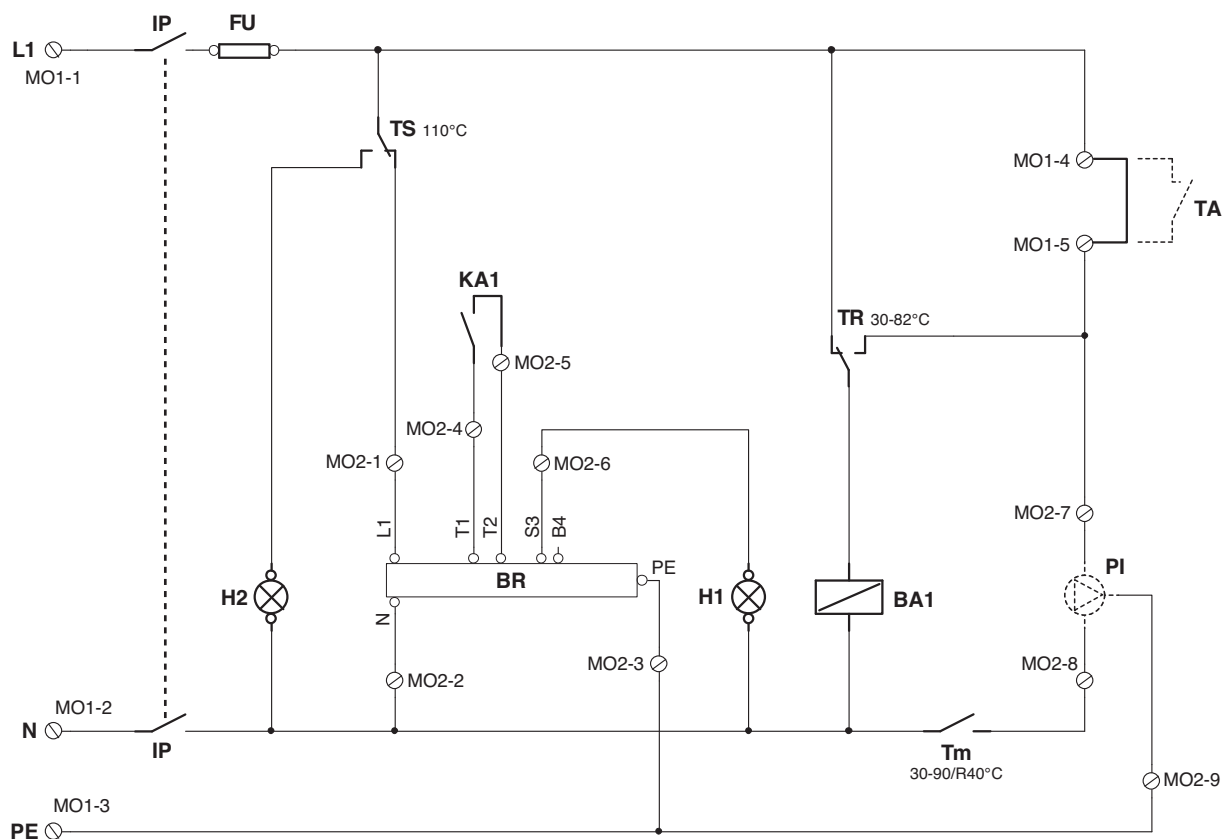 IP
FU
L1
MO1-1
TS 110°C
MO1-4
TA
MO1-5
KA1
TR 30-82°C
MO2-5
MO2-4
MO2-1
MO2-6
L1
T1
T2
S3
B4
MO2-7
PE
PI
BR
H2
H1
BA1
N
MO2-3
MO2-8
MO2-2
MO1-2
N
IP
Tm
30-90/R40°C
MO2-9
MO1-3
PE